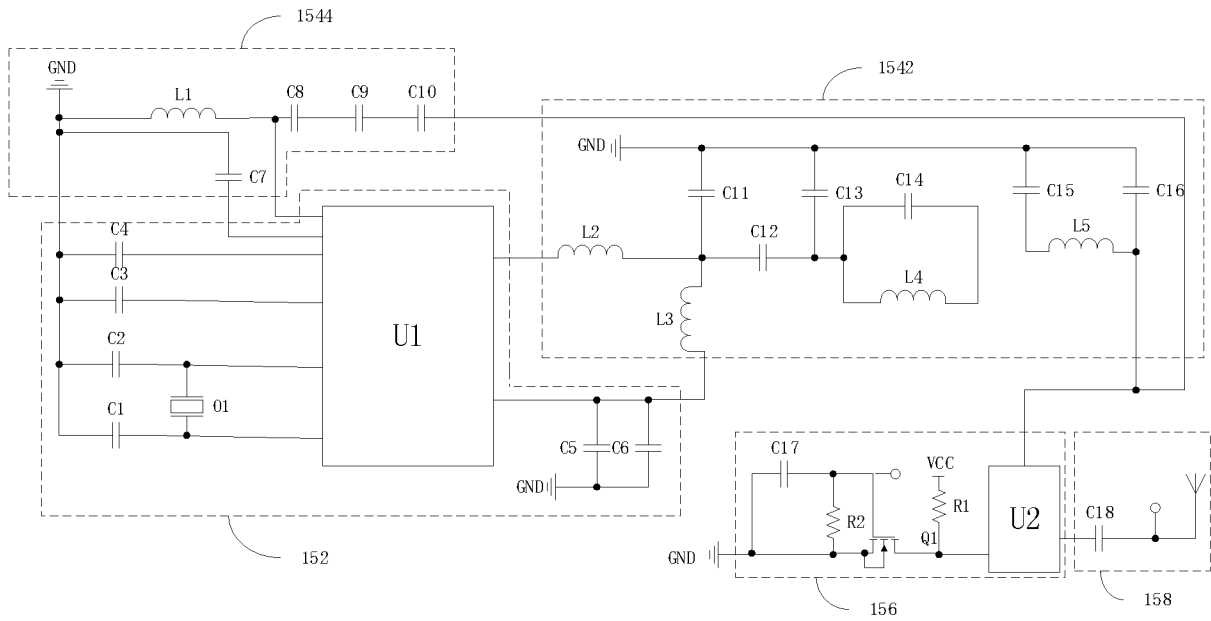 1544
1542
GND
L1
C8
C9
C10
C7
GND
C11
C13
C14
C15
C16
C4
L2
C12
L5
C3
L4
L3
U1
C2
C1
O1
C5
C6
GND
C17
VCC
R2
R1
Q1
U2
C18
GND
152
156
158